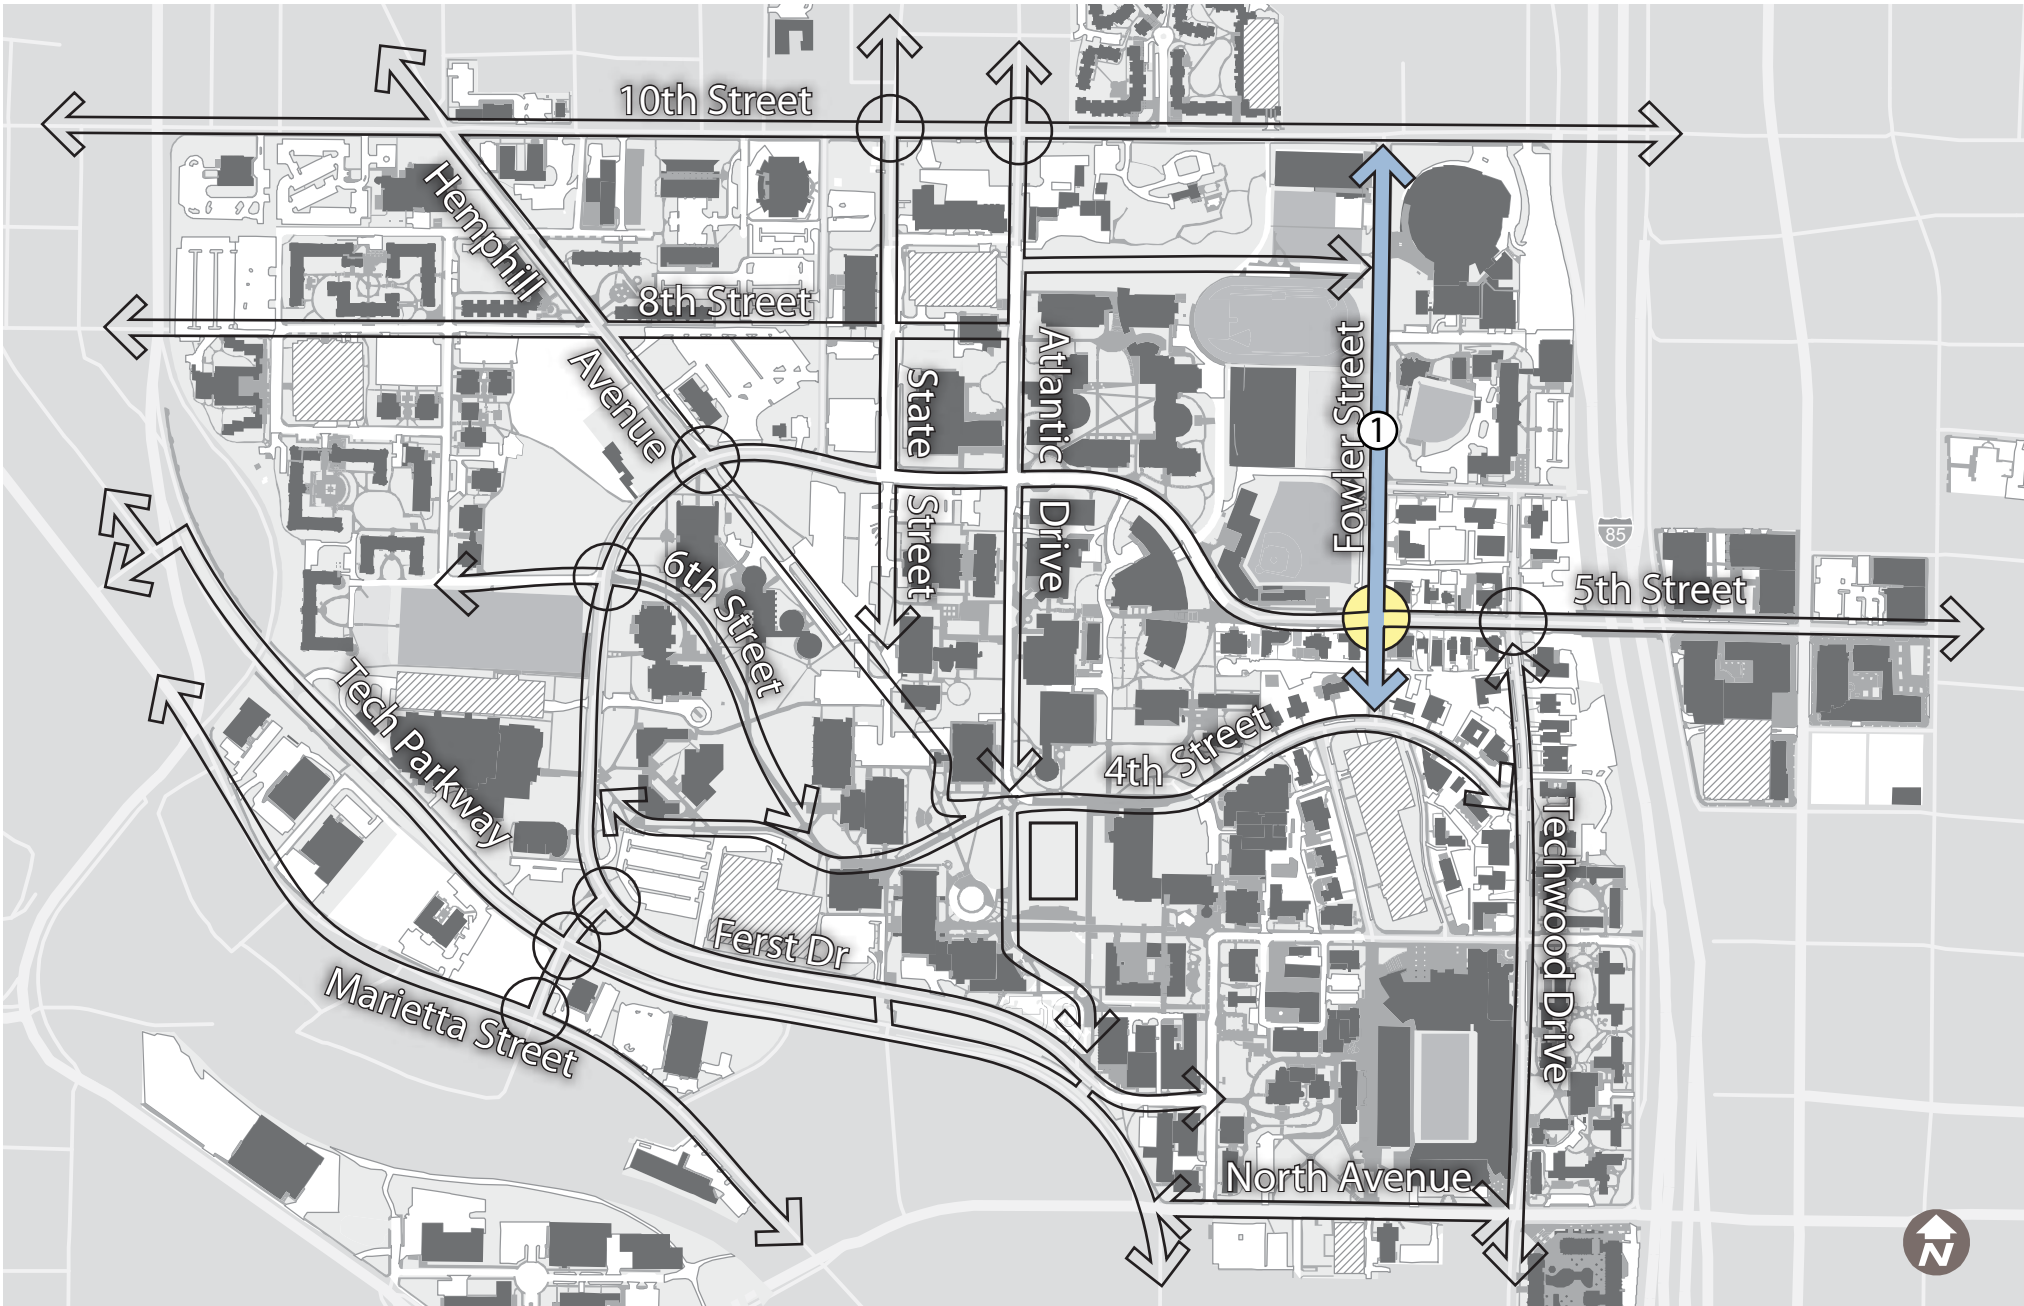 10th Street
Hemphill
Avenue
8th Street
State
Street
Atlantic
Drive
Fowler Street
1
85
5th Street
6th Street
Tech Parkway
4th Street
Techwood Drive
Ferst Dr
Marietta Street
North Avenue
N